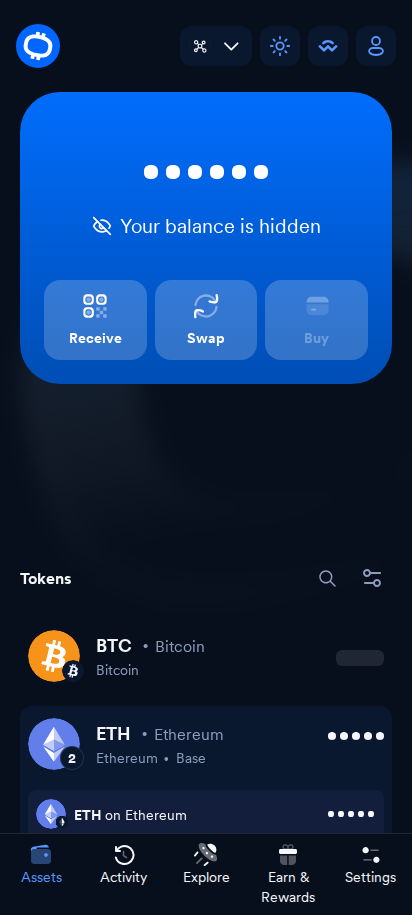 Your balance is hidden
Receive
Swap
Buy
Tokens
BTC • Bitcoin
Bitcoin
ETH • Ethereum
Ethereum • Base
2
ETH on Ethereum
Assets
Activity
Explore
Earn &
Rewards
Settings